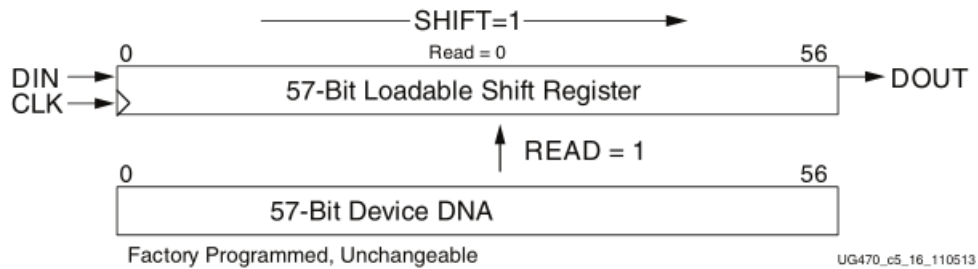 SHIFT=1
0
Read = 0
56
DIN
57-Bit Loadable Shift Register
DOUT
CLK
READ = 1
0
56
57-Bit Device DNA
Factory Programmed, Unchangeable
UG470_c5_16_110513